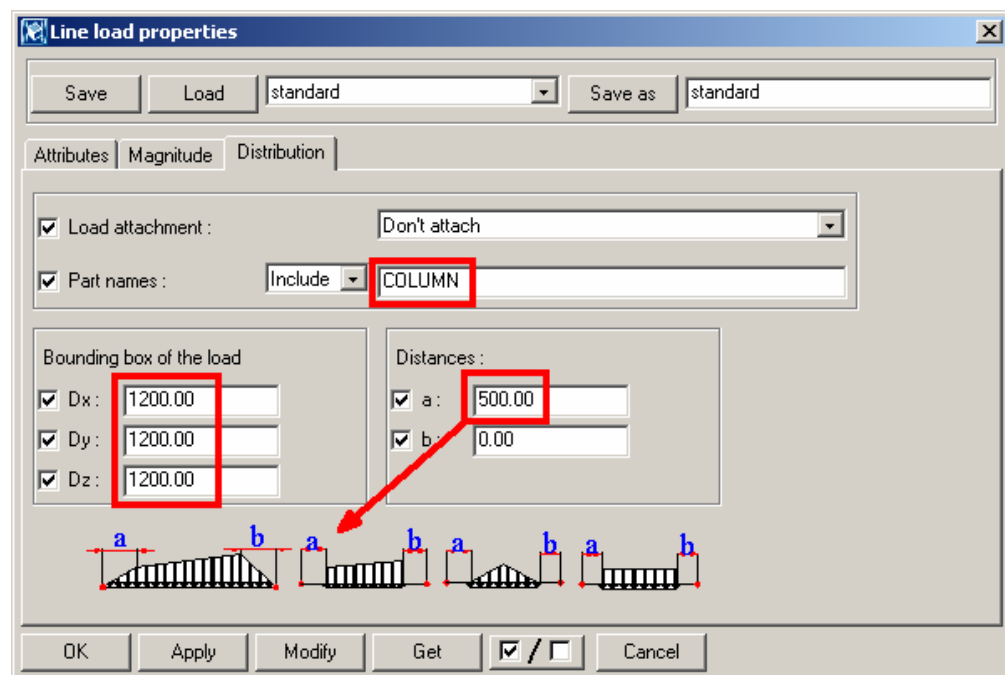 Line load properties
Save Load standard Save as standard
Attributes Magnitude Distribution
Load attachment : Don't attach
Part names : Include COLUMN
Bounding box of the load Distances :
Dx : 1200.00 a : 500.00
Dy : 1200.00 b : 0.00
Dz : 1200.00
a b a b a b a b
OK Apply Modify Get / Cancel